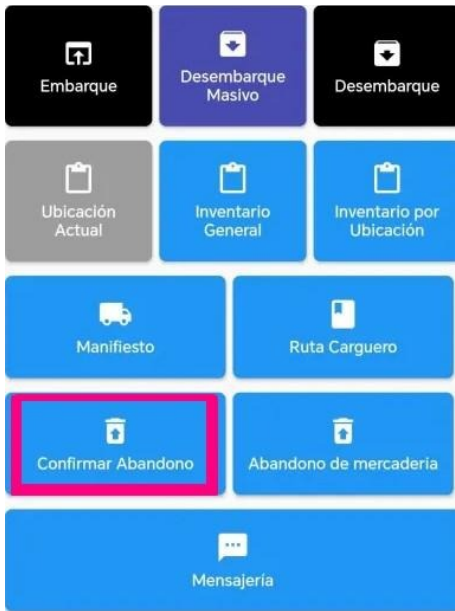 Embarque
Desembarque
Masivo
Desembarque
Ubicación
Actual
Inventario
General
Inventario por
Ubicación
Manifiesto
Ruta Carguero
Confirmar Abandono
Abandono de mercadería
Mensajería